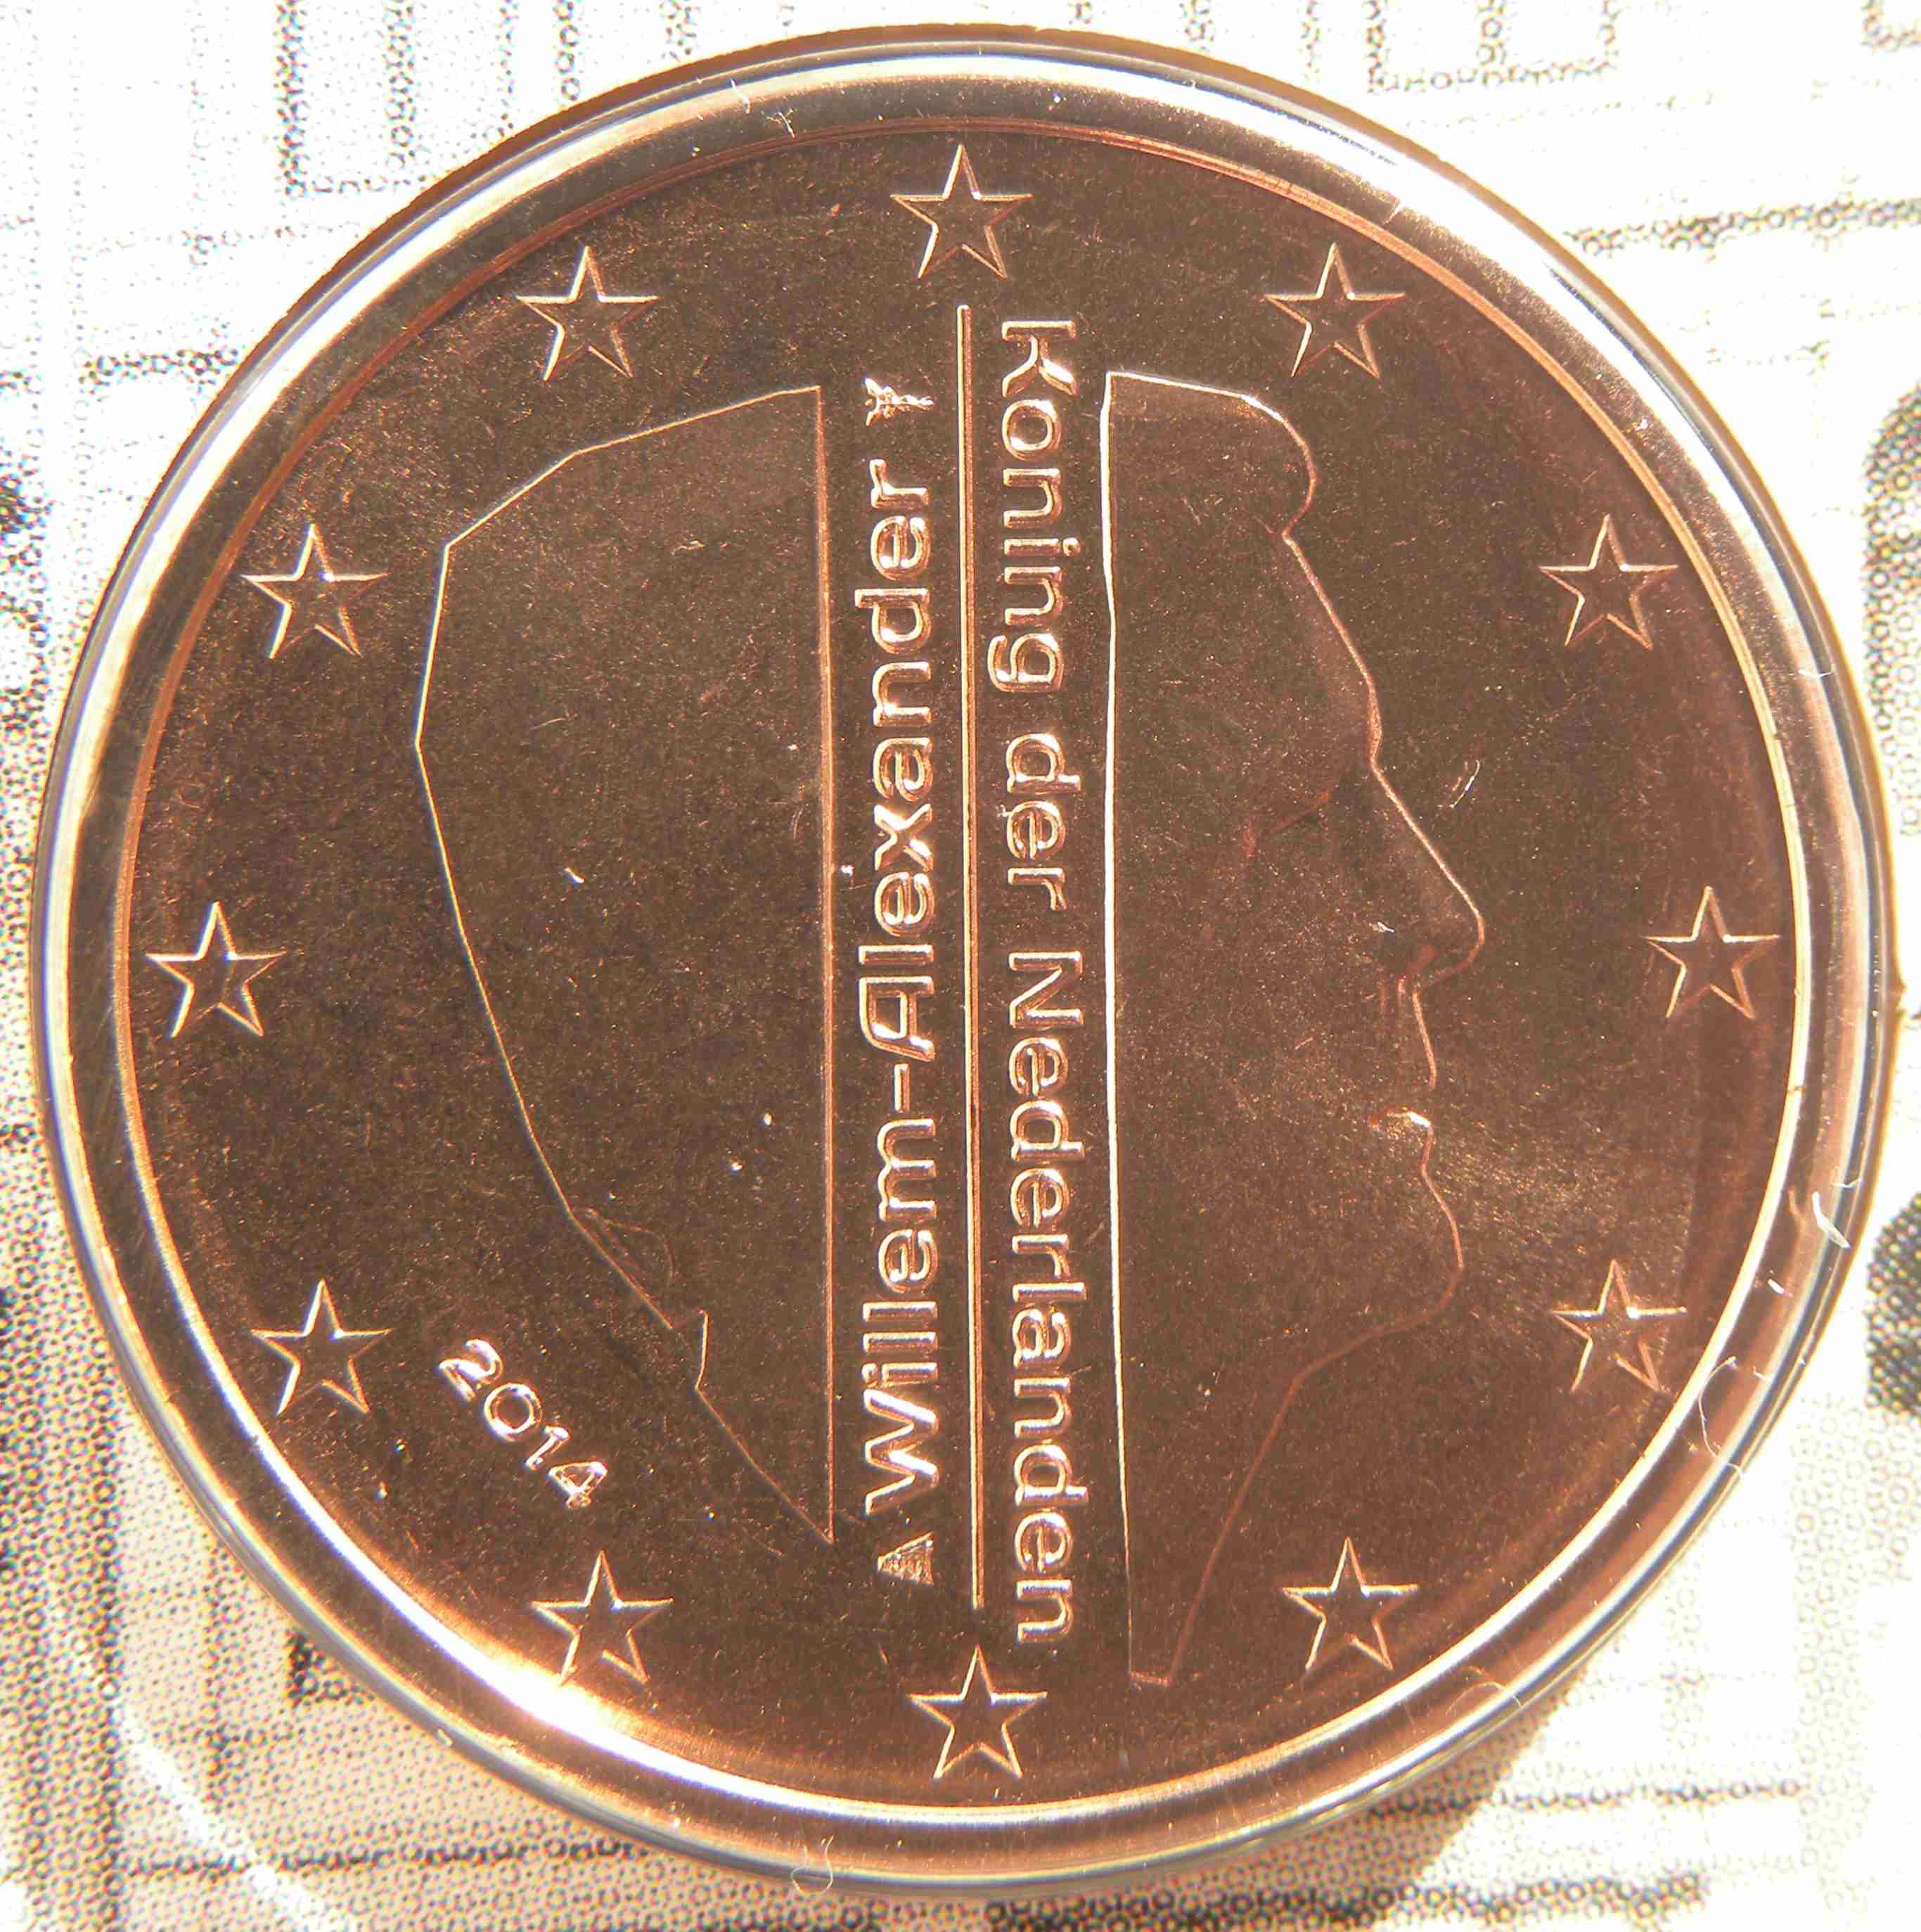 Willem-Alexander
Koning der Nederlanden
2014